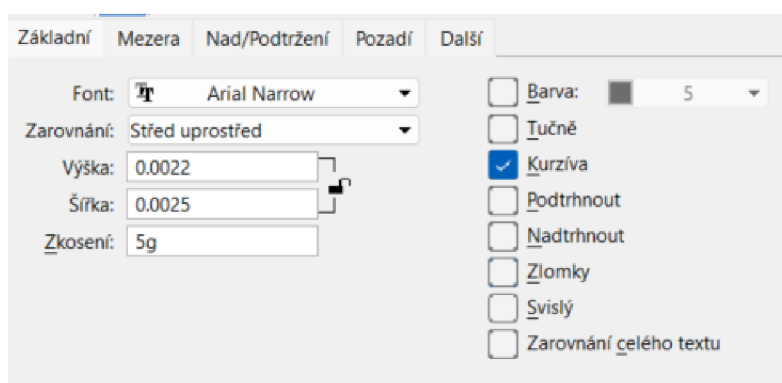 Základní Mezera Nad/Podtržení Pozadí Další
Font: Arial Narrow
Zarovnání: Střed uprostřed
Výška: 0.0022
Šířka: 0.0025
Zkosení: 5g
Barva: 5
Tučně
Kurzíva
Podtrhnout
Nadtrhnout
Zlomky
Svislý
Zarovnání celého textu